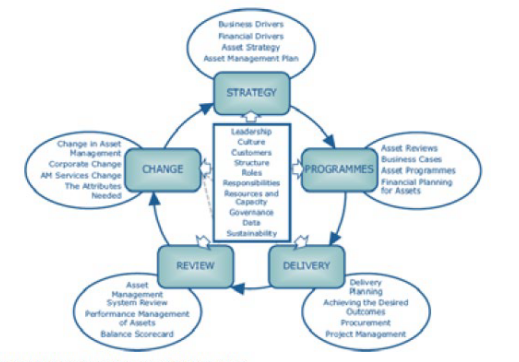 Business Drivers
Financial Drivers
Asset Strategy
Asset Management Plan
STRATEGY
Leadership
Culture
Customers
Structure
Roles
Responsibilities
Resources and
Capacity
Governance
Data
Sustainability
Change in Asset
Management
Corporate Change
AM Services Change
The Attributes
Needed
CHANGE
PROGRAMMES
Asset Reviews
Business Cases
Asset Programmes
Financial Planning
for Assets
REVIEW
DELIVERY
Asset
Management
System Review
Performance Management
of Assets
Balance Scorecard
Delivery
Planning
Achieving the Desired
Outcomes
Procurement
Project Management